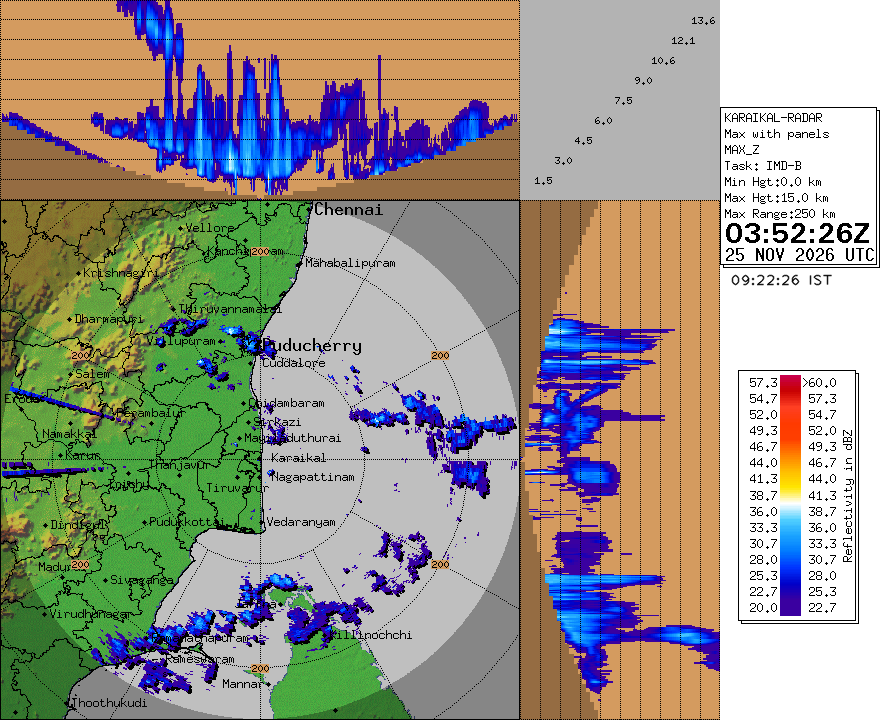 13.6
12.1
10.6
9.0
7.5
6.0
4.5
3.0
1.5
KARAIKAL-RADAR
Max with panels
MAX_Z
Task: IMD-B
Min Hgt:0.0 km
Max Hgt:15.0 km
Max Range:250 km
03:52:26Z
25 NOV 2026 UTC
09:22:26 IST
Chennai
Vellore
200
Mahabalipuram
Krishnagiri
Thiruvannamalai
Dharmapuri
Puducherry
200
200
Cuddalore
Salem
Perambalur
Chidambaram
Sirkazi
Namakkal
Karur
Karaikal
Thanjavur
Nagapattinam
Tiruvarur
Pudukkottai
Vedaranyam
200
200
Sivaganga
Virudhunagar
Killinochchi
Rameswaram
200
Mannar
Thoothukudi
57.3 >60.0
54.7 57.3
52.0 54.7
49.3 52.0
46.7 49.3
44.0 46.7
41.3 44.0
38.7 41.3
36.0 38.7
33.3 36.0
30.7 33.3
28.0 30.7
25.3 28.0
22.7 25.3
20.0 22.7
Reflectivity in dBZ